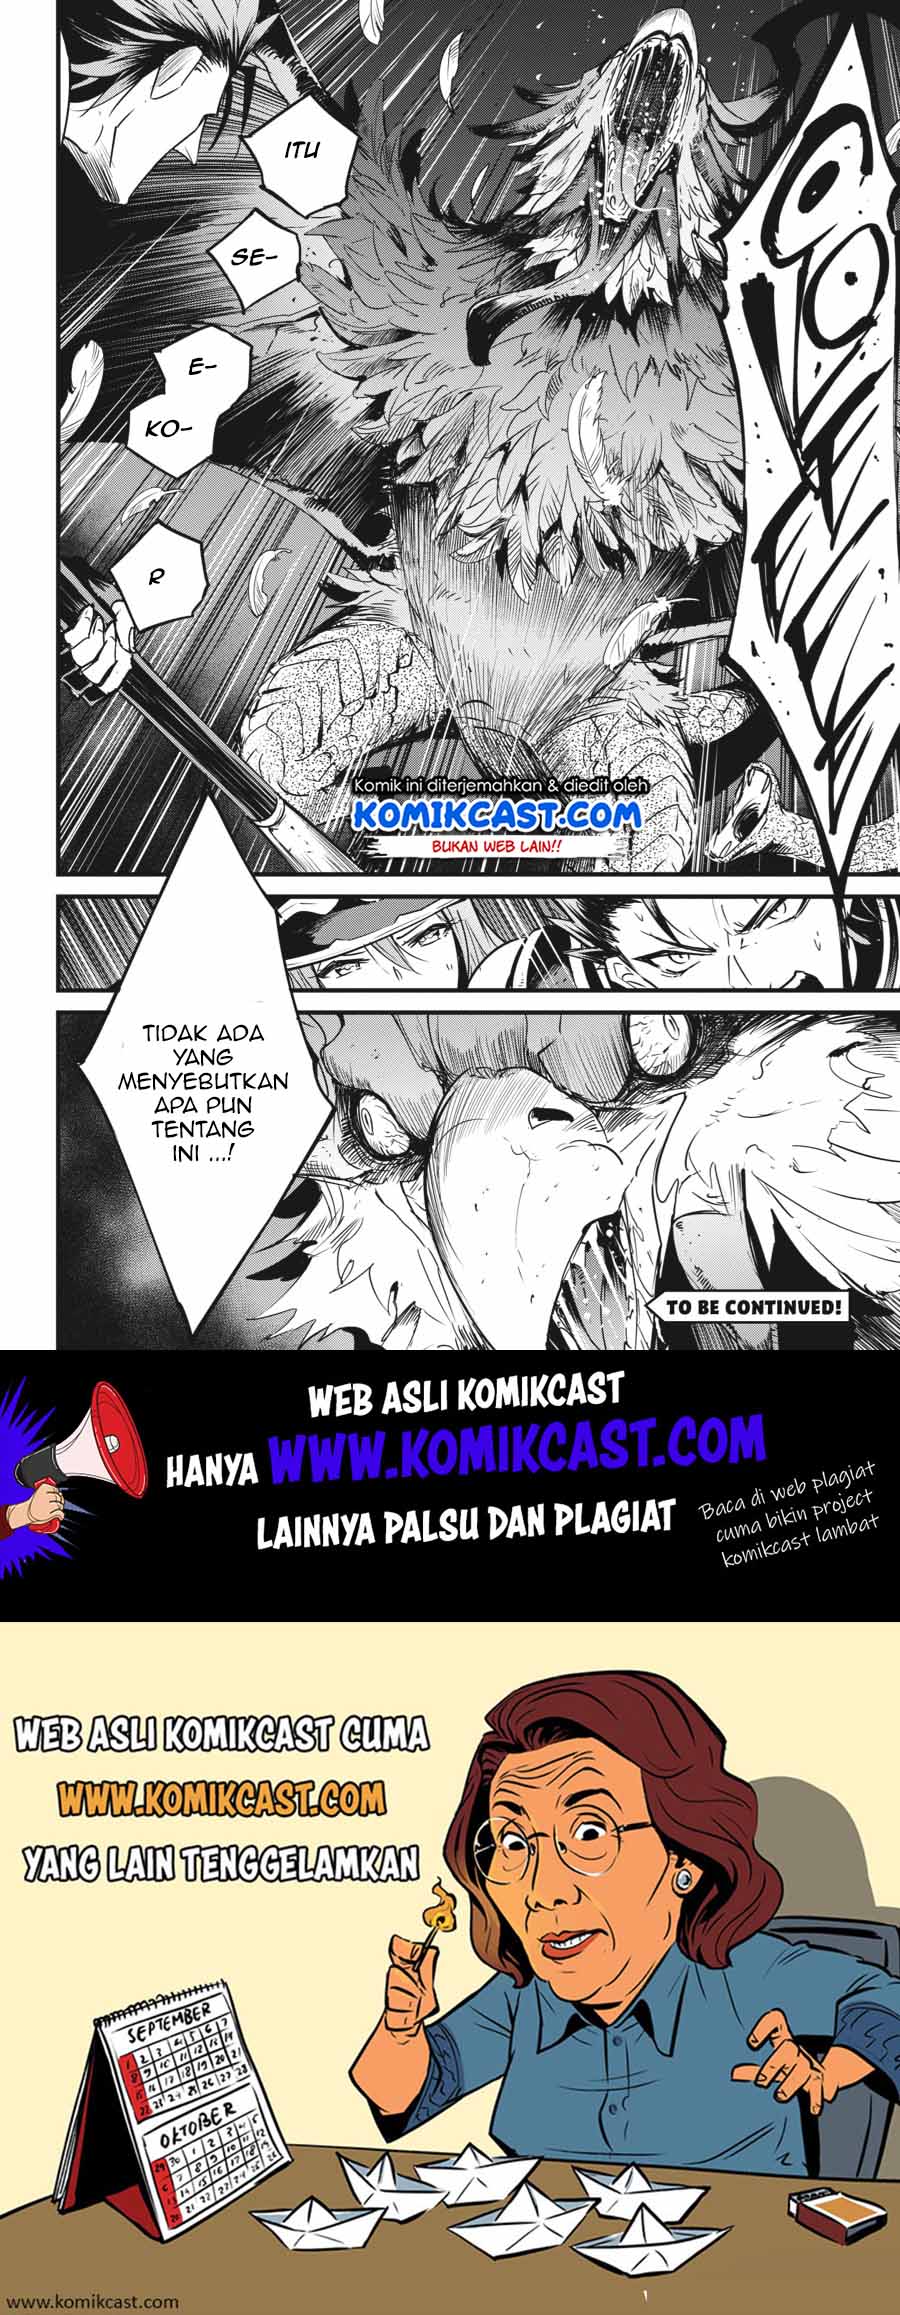 ITU
SE-
E-
KO-
R
Komik ini diterjemahkan & diedit oleh
KOMIKCAST.COM
BUKAN WEB LAIN!!
TIDAK ADA
YANG
MENYEBUTKAN
APA PUN
TENTANG
INI ...!
TO BE CONTINUED!
WEB ASLI KOMIKCAST
HANYA WWW.KOMIKCAST.COM
LAINNYA PALSU DAN PLAGIAT
Baca di web plagiat
cuma bikin project
komikcast lambat
WEB ASLI KOMIKCAST CUMA
WWW.KOMIKCAST.COM
YANG LAIN TENGGELAMKAN
SEPTEMBER
OKTOBER
www.komikcast.com